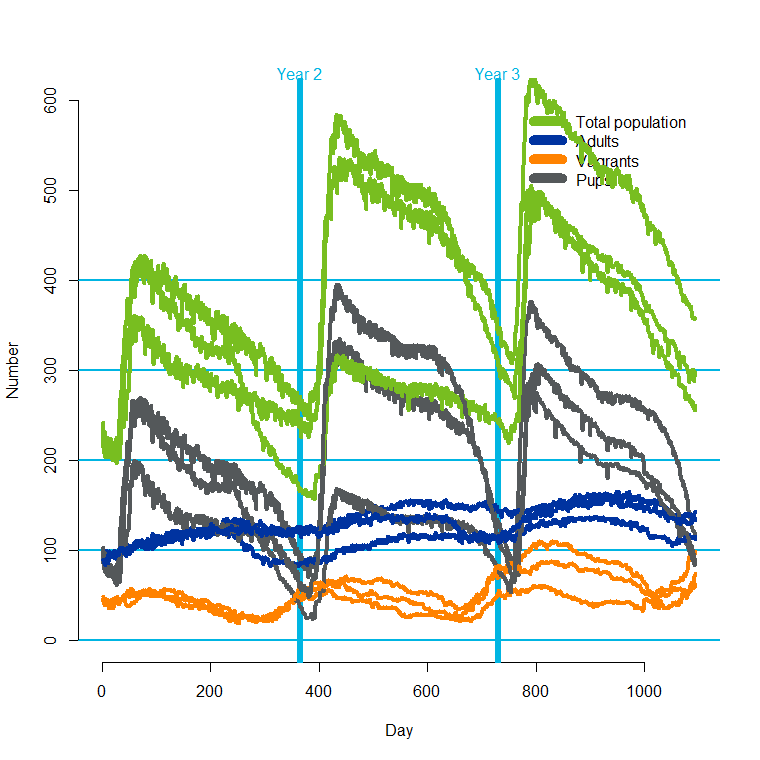 Year 2
Year 3
Total population
Adults
Vagrants
Pups
600
500
400
300
200
100
0
Number
0
200
400
600
800
1000
Day